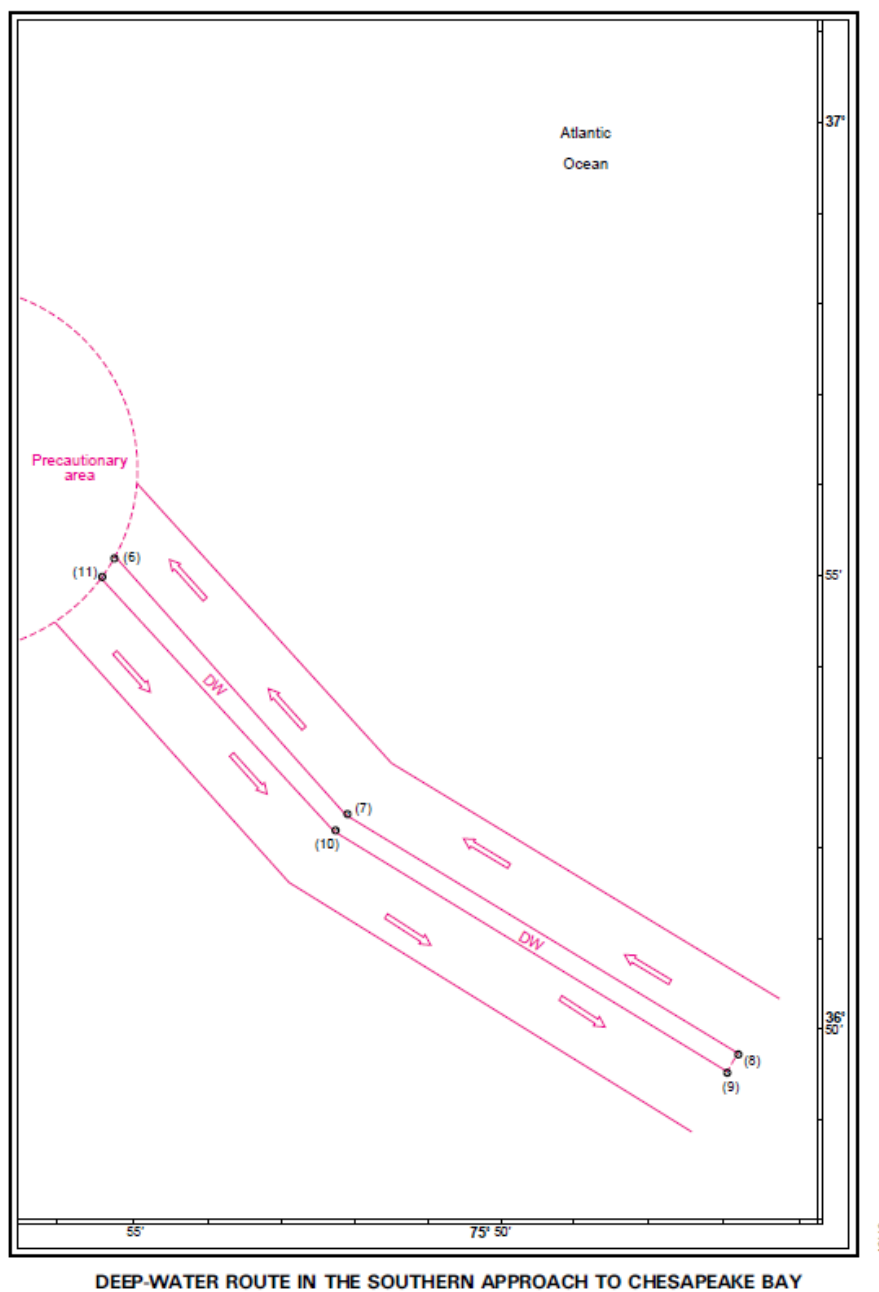 Atlantic
Ocean
37°
Precautionary
area
(6)
(11)
55'
DW
(7)
(10)
DW
36°
50'
(8)
(9)
55'
75° 50'
DEEP-WATER ROUTE IN THE SOUTHERN APPROACH TO CHESAPEAKE BAY